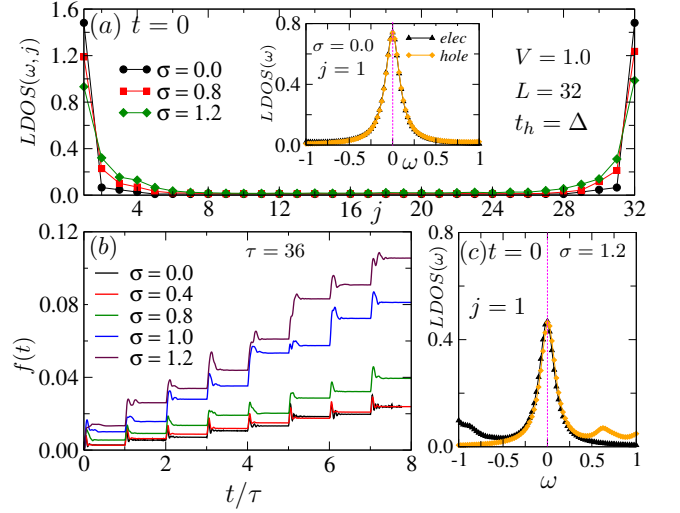 (a) t = 0
LDOS(ω, j)
1.6
1.2
0.8
0.4
0.0
σ = 0.0
σ = 0.8
σ = 1.2
LDOS(ω)
0.8
0.4
0.0
σ = 0.0
j = 1
elec
hole
-1 -0.5 0 0.5 1
ω
V = 1.0
L = 32
t_h = Δ
4 8 12 16 20 24 28 32
j
(b)
τ = 36
f(t)
0.12
0.08
0.04
0.00
σ = 0.0
σ = 0.4
σ = 0.8
σ = 1.0
σ = 1.2
0 2 4 6 8
t/τ
(c) t = 0
σ = 1.2
LDOS(ω)
0.8
0.4
0.0
j = 1
-1 -0.5 0 0.5 1
ω